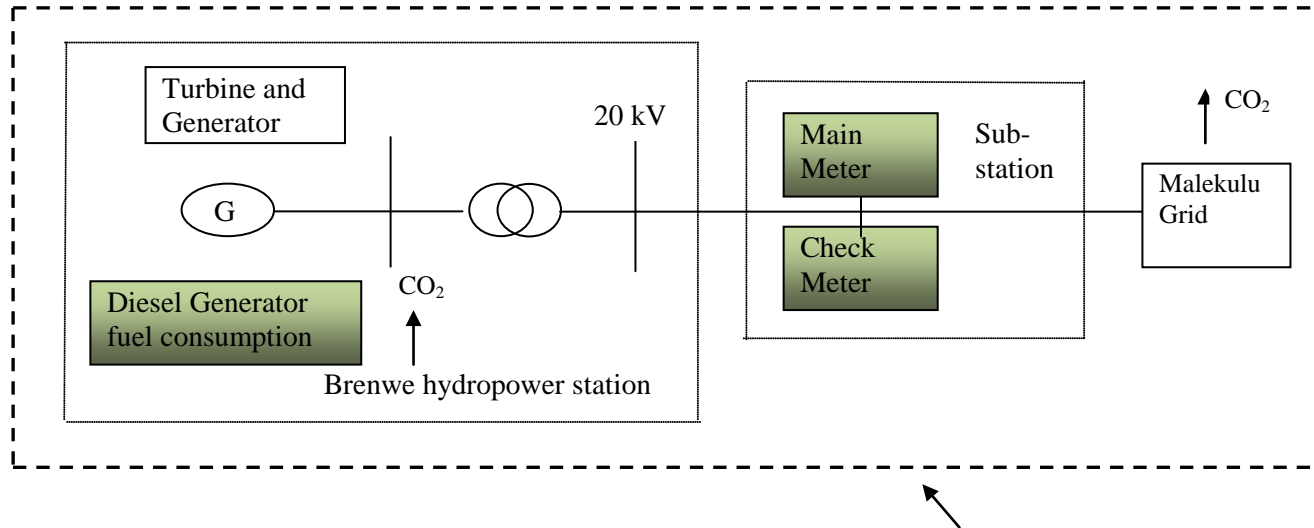 Turbine and
Generator
20 kV
G
Diesel Generator
fuel consumption
CO₂
Brenwe hydropower station
Main
Meter
Sub-
station
Check
Meter
CO₂
Malekulu
Grid